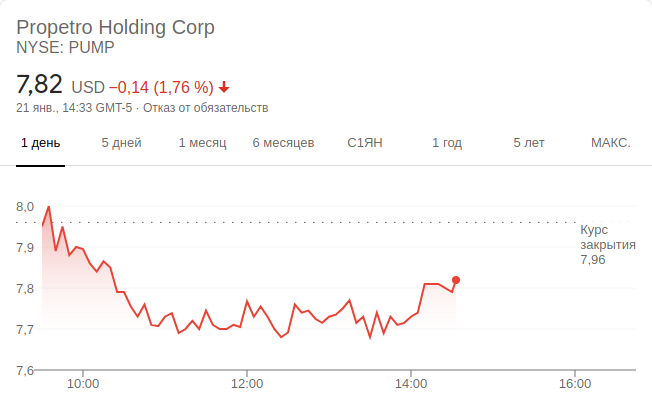 Propetro Holding Corp
NYSE: PUMP
7,82 USD −0,14 (1,76 %)
21 янв., 14:33 GMT-5 · Отказ от обязательств
1 день 5 дней 1 месяц 6 месяцев С1ЯН 1 год 5 лет МАКС.
8,0
Курс
закрытия
7,96
7,9
7,8
7,7
7,6
10:00 12:00 14:00 16:00